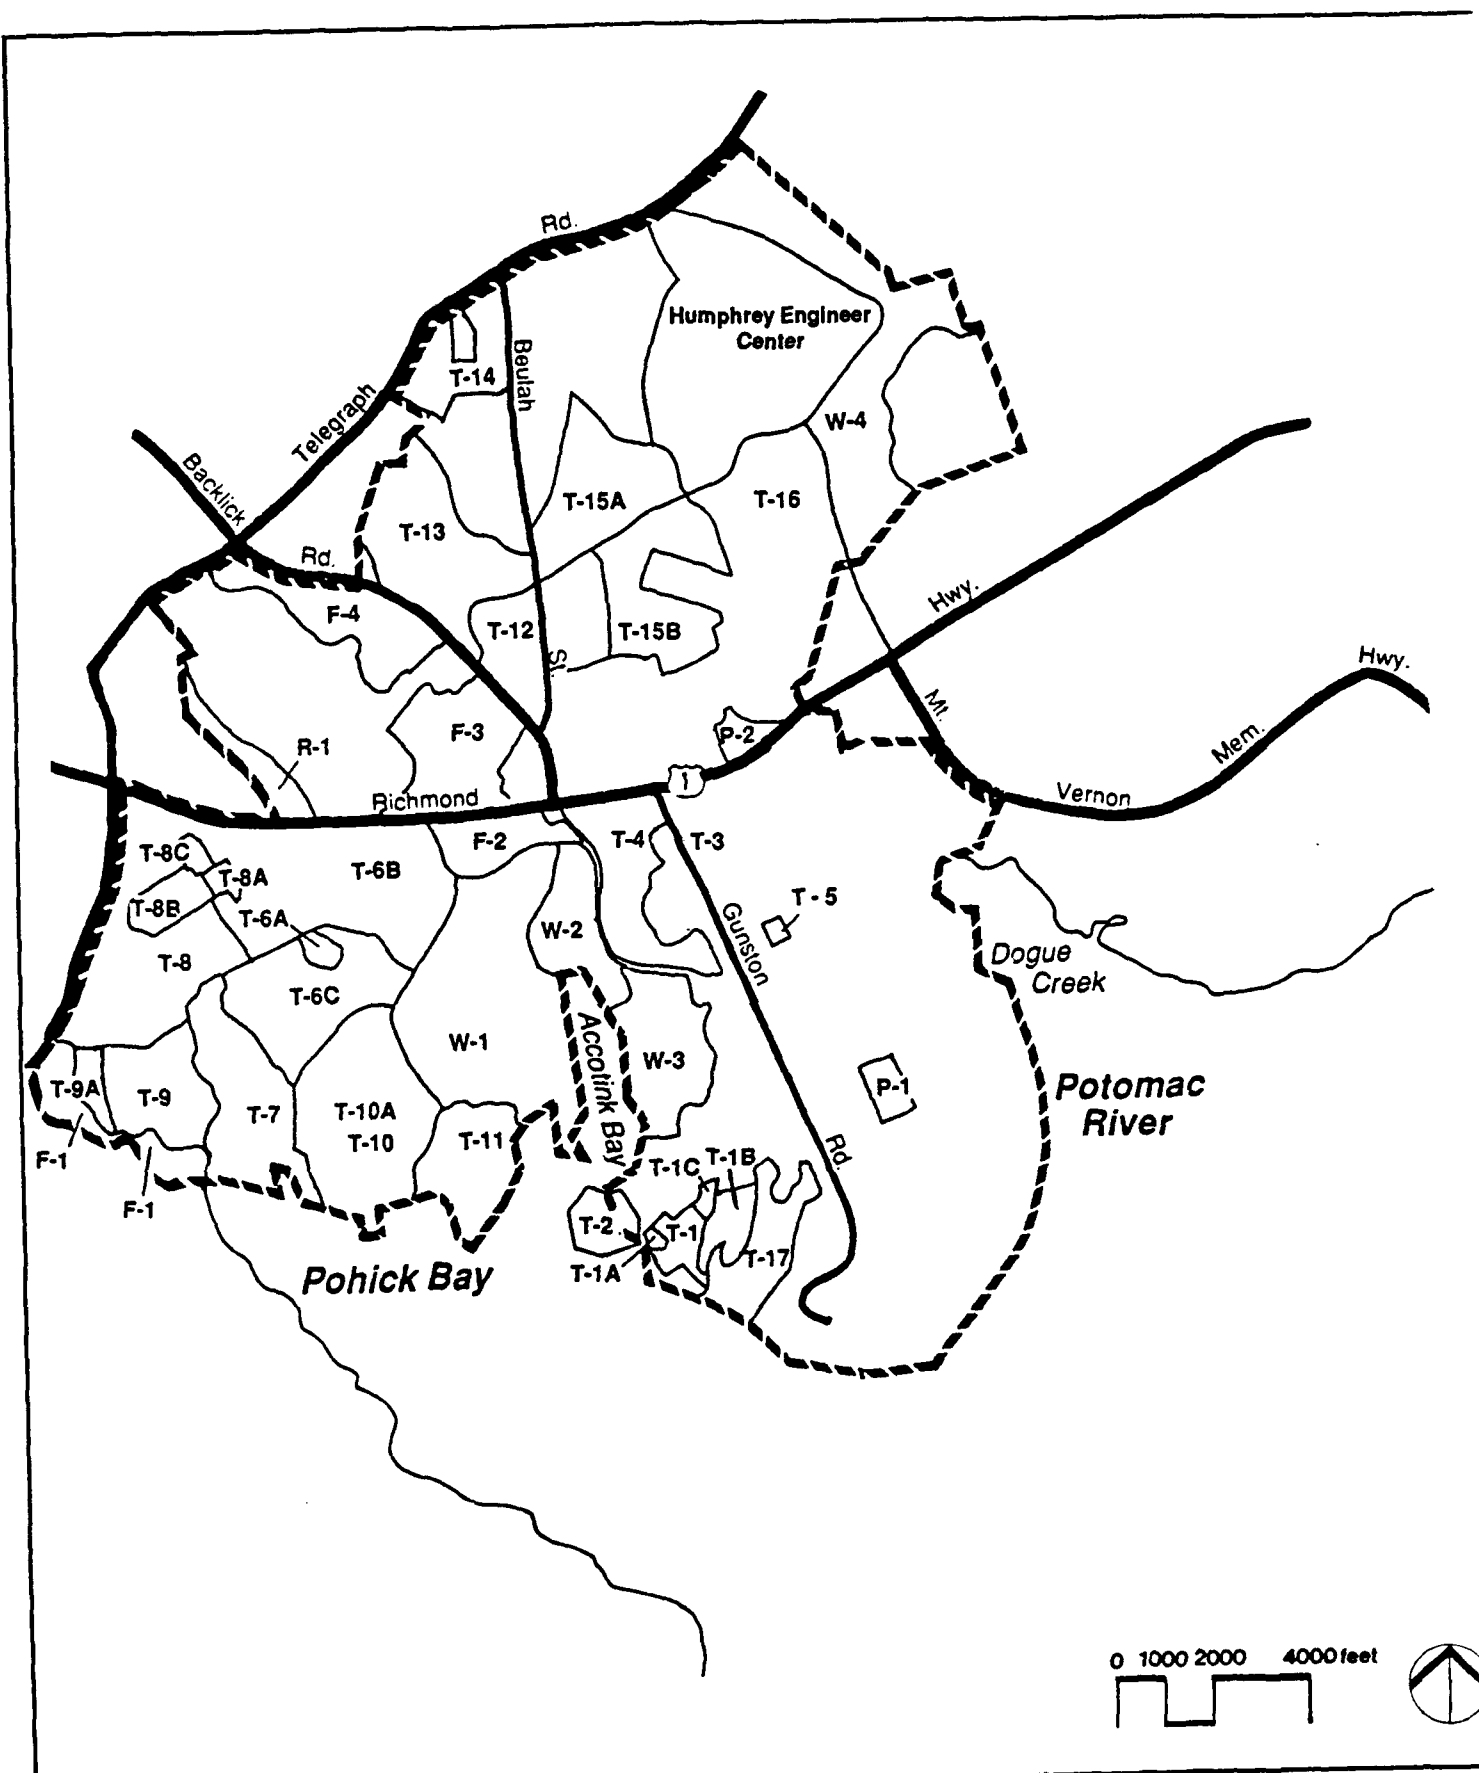 Rd.
Humphrey Engineer
Center
Beulah
T-14
Telegraph
W-4
Backlick
T-15A
T-16
T-13
Rd.
Hwy.
F-4
T-12
T-15B
St.
Hwy.
Mt.
F-3
P-2
Mem.
R-1
1
Richmond
Vernon
F-2
T-4
T-3
T-8C
T-6B
T-8A
T-8B
T-6A
T-5
Gunston
W-2
T-8
Dogue
Creek
T-6C
W-1
Accotink Bay
W-3
T-9A
T-9
T-7
T-10A
T-10
T-11
P-1
Potomac
River
F-1
F-1
T-1C
T-1B
Rd.
T-2
T-1
T-17
T-1A
Pohick Bay
0 1000 2000 4000 feet